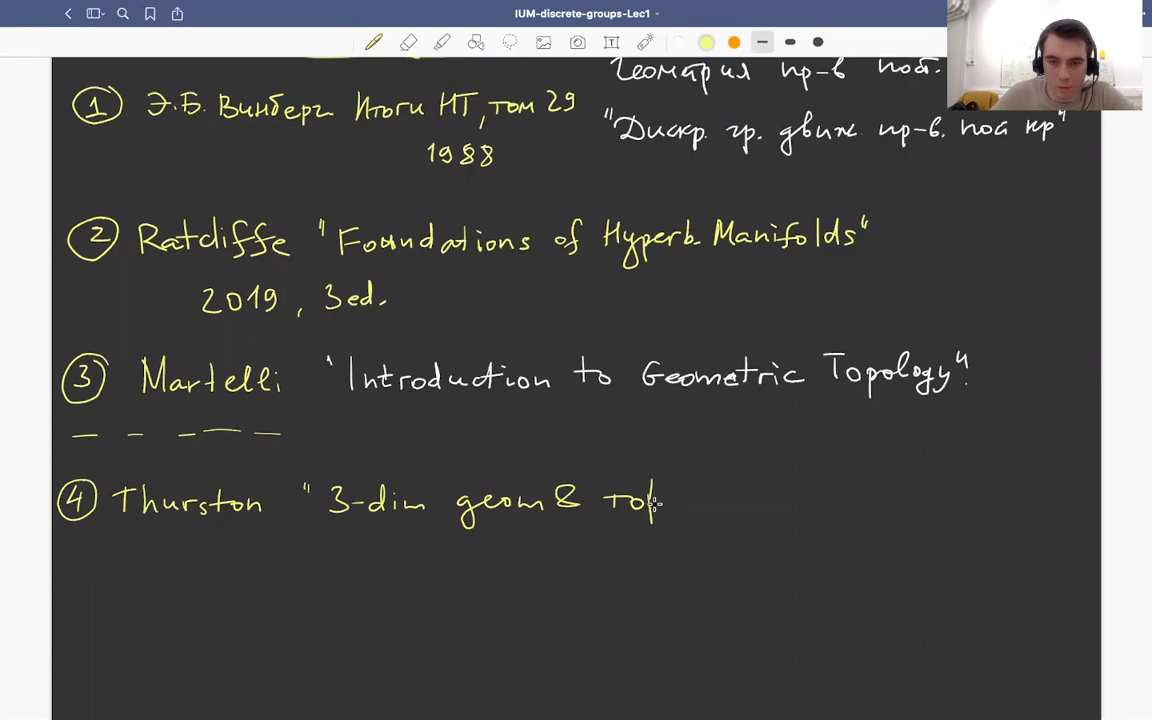 IUM-discrete-groups-Lec1
Геометрия пр-в пост.
① Э.Б. Винберг Итоги НТ, том 29
1988
"Дискр. гр. движ. пр-в. пос кр"
② Ratcliffe "Foundations of Hyperb. Manifolds"
2019, 3ed.
③ Martelli "Introduction to Geometric Topology".
④ Thurston "3-dim geom & top